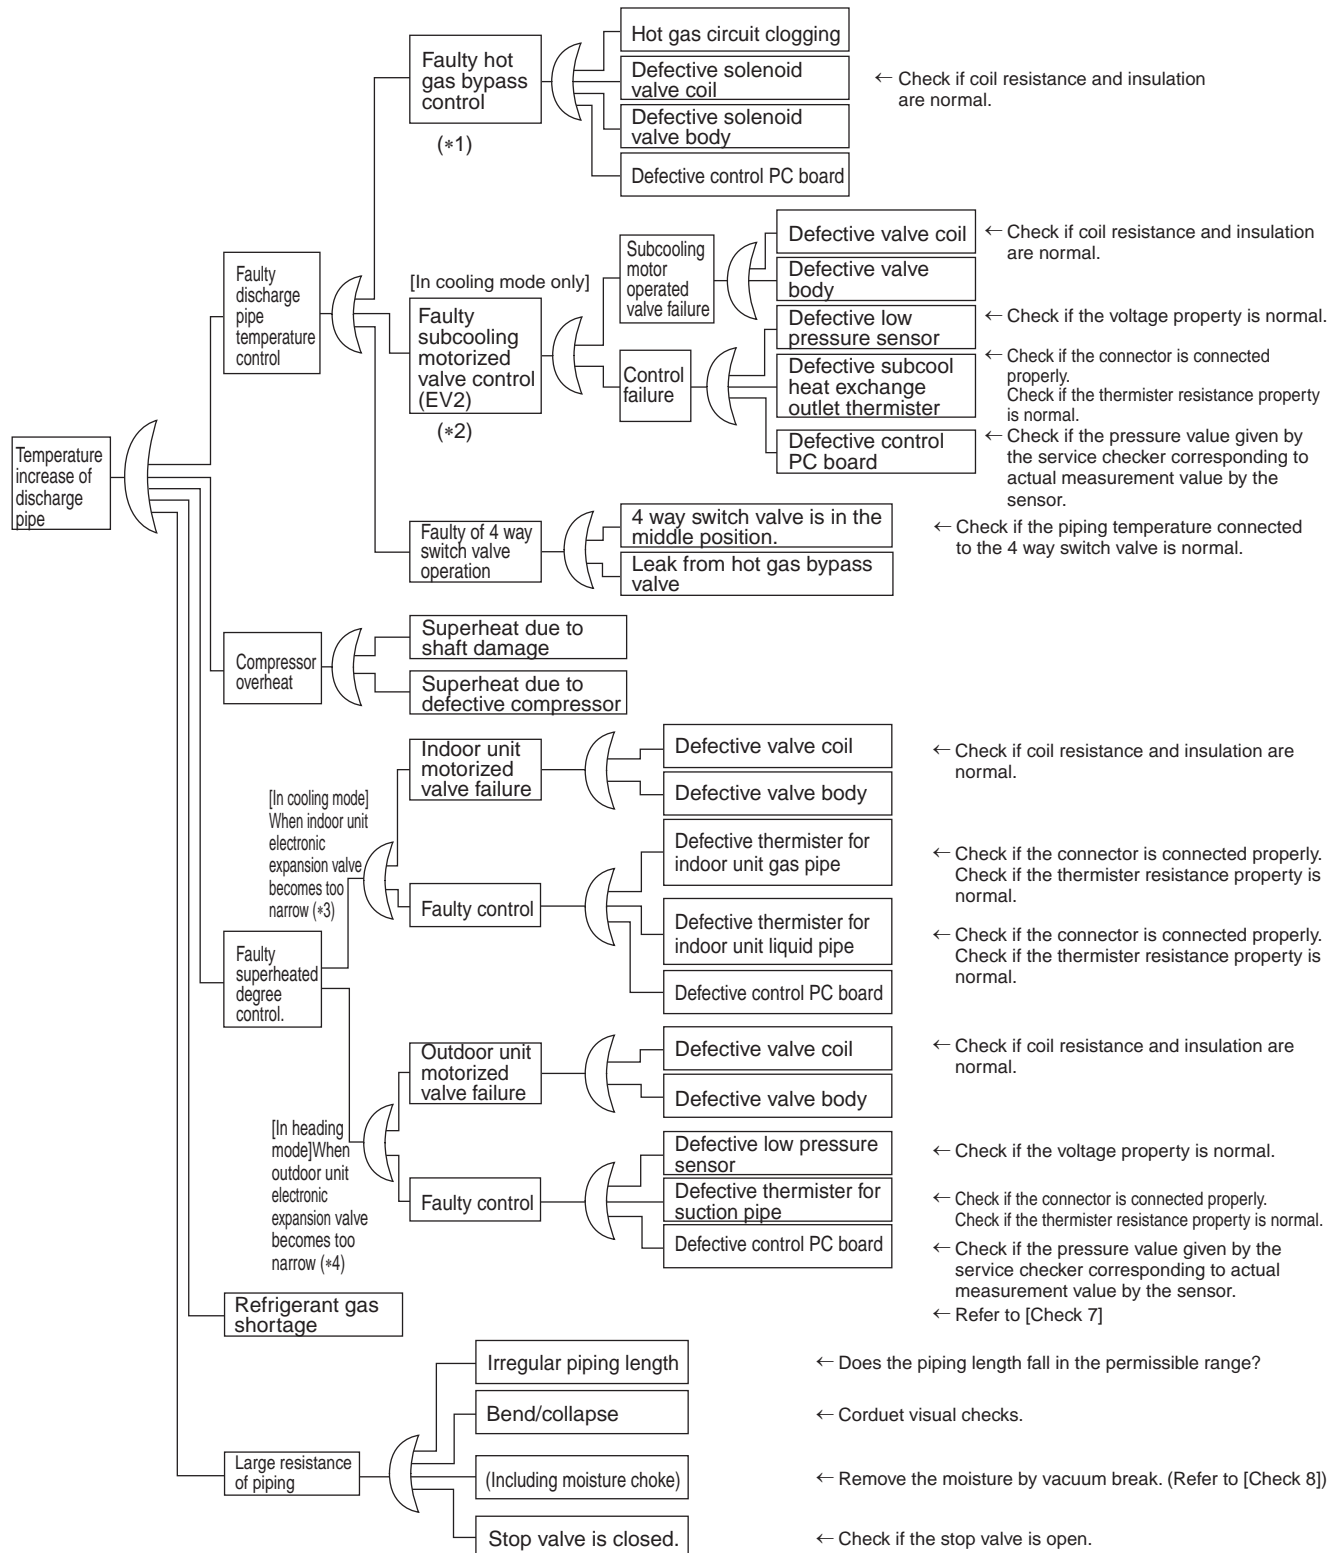 Temperature
increase of
discharge
pipe
Faulty
discharge
pipe
temperature
control
Faulty hot
gas bypass
control
(*1)
Hot gas circuit clogging
Defective solenoid
valve coil
← Check if coil resistance and insulation
are normal.
Defective solenoid
valve body
Defective control PC board
[In cooling mode only]
Faulty
subcooling
motorized
valve control
(EV2)
(*2)
Subcooling
motor
operated
valve failure
Defective valve coil
← Check if coil resistance and insulation
are normal.
Defective valve
body
Control
failure
Defective low
pressure sensor
← Check if the voltage property is normal.
Defective subcool
heat exchange
outlet thermister
← Check if the connector is connected
properly.
Check if the thermister resistance property
is normal.
Defective control
PC board
← Check if the pressure value given by
the service checker corresponding to
actual measurement value by the
sensor.
Faulty of 4 way
switch valve
operation
4 way switch valve is in the
middle position.
← Check if the piping temperature connected
to the 4 way switch valve is normal.
Leak from hot gas bypass
valve
Compressor
overheat
Superheat due to
shaft damage
Superheat due to
defective compressor
Faulty
superheated
degree
control.
[In cooling mode]
When indoor unit
electronic
expansion valve
becomes too
narrow (*3)
Indoor unit
motorized
valve failure
Defective valve coil
← Check if coil resistance and insulation are
normal.
Defective valve body
Faulty control
Defective thermister for
indoor unit gas pipe
← Check if the connector is connected properly.
Check if the thermister resistance property is
normal.
Defective thermister for
indoor unit liquid pipe
← Check if the connector is connected properly.
Check if the thermister resistance property is
normal.
Defective control PC board
[In heading
mode]When
outdoor unit
electronic
expansion valve
becomes too
narrow (*4)
Outdoor unit
motorized
valve failure
Defective valve coil
← Check if coil resistance and insulation are
normal.
Defective valve body
Faulty control
Defective low pressure
sensor
← Check if the voltage property is normal.
Defective thermister for
suction pipe
← Check if the connector is connected properly.
Check if the thermister resistance property is normal.
Defective control PC board
← Check if the pressure value given by the
service checker corresponding to actual
measurement value by the sensor.
Refrigerant gas
shortage
← Refer to [Check 7]
Large resistance
of piping
Irregular piping length
← Does the piping length fall in the permissible range?
Bend/collapse
← Corduet visual checks.
(Including moisture choke)
← Remove the moisture by vacuum break. (Refer to [Check 8])
Stop valve is closed.
← Check if the stop valve is open.